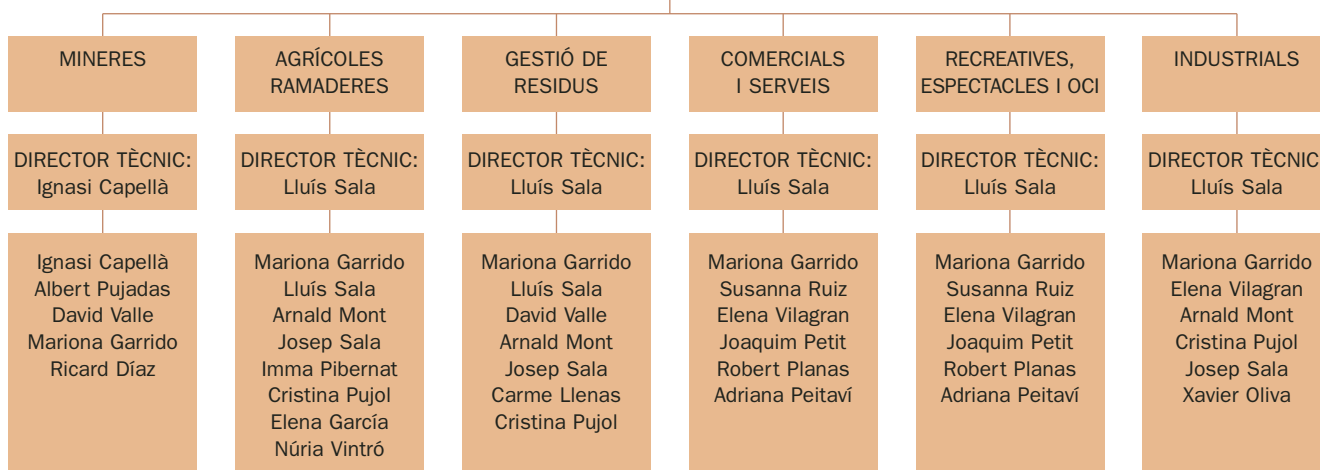 MINERES
DIRECTOR TÈCNIC:
Ignasi Capellà
Ignasi Capellà
Albert Pujadas
David Valle
Mariona Garrido
Ricard Díaz
AGRÍCOLES
RAMADERES
DIRECTOR TÈCNIC:
Lluís Sala
Mariona Garrido
Lluís Sala
Arnald Mont
Josep Sala
Imma Pibernat
Cristina Pujol
Elena García
Núria Vintró
GESTIÓ DE
RESIDUS
DIRECTOR TÈCNIC:
Lluís Sala
Mariona Garrido
Lluís Sala
David Valle
Arnald Mont
Josep Sala
Carme Llenas
Cristina Pujol
COMERCIALS
I SERVEIS
DIRECTOR TÈCNIC:
Lluís Sala
Mariona Garrido
Susanna Ruiz
Elena Vilagran
Joaquim Petit
Robert Planas
Adriana Peitaví
RECREATIVES,
ESPECTACLES I OCI
DIRECTOR TÈCNIC:
Lluís Sala
Mariona Garrido
Susanna Ruiz
Elena Vilagran
Joaquim Petit
Robert Planas
Adriana Peitaví
INDUSTRIALS
DIRECTOR TÈCNIC
Lluís Sala
Mariona Garrido
Elena Vilagran
Arnald Mont
Cristina Pujol
Josep Sala
Xavier Oliva